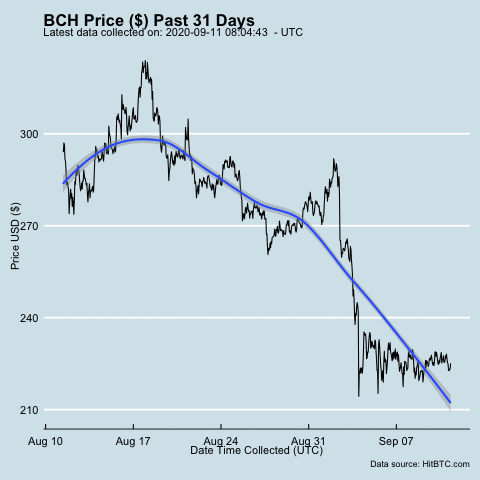 BCH Price ($) Past 31 Days
Latest data collected on: 2020-09-11 08:04:43 - UTC
Price USD ($)
300
270
240
210
Aug 10 Aug 17 Aug 24 Aug 31 Sep 07
Date Time Collected (UTC)
Data source: HitBTC.com